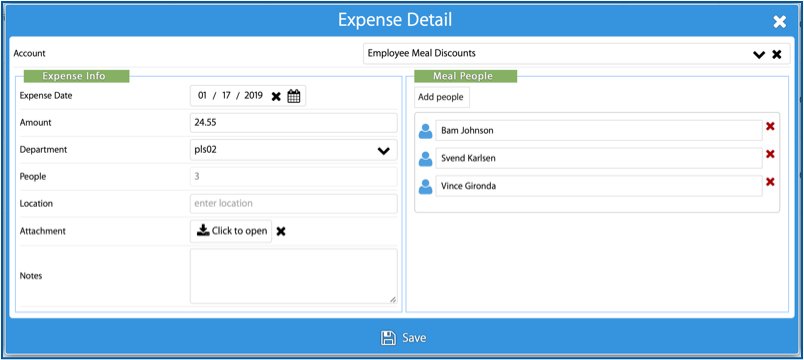 Expense Detail
Account
Employee Meal Discounts
Expense Info
Expense Date
01 / 17 / 2019
Amount
24.55
Department
pls02
People
3
Location
enter location
Attachment
Click to open
Notes
Meal People
Add people
Bam Johnson
Svend Karlsen
Vince Gironda
Save